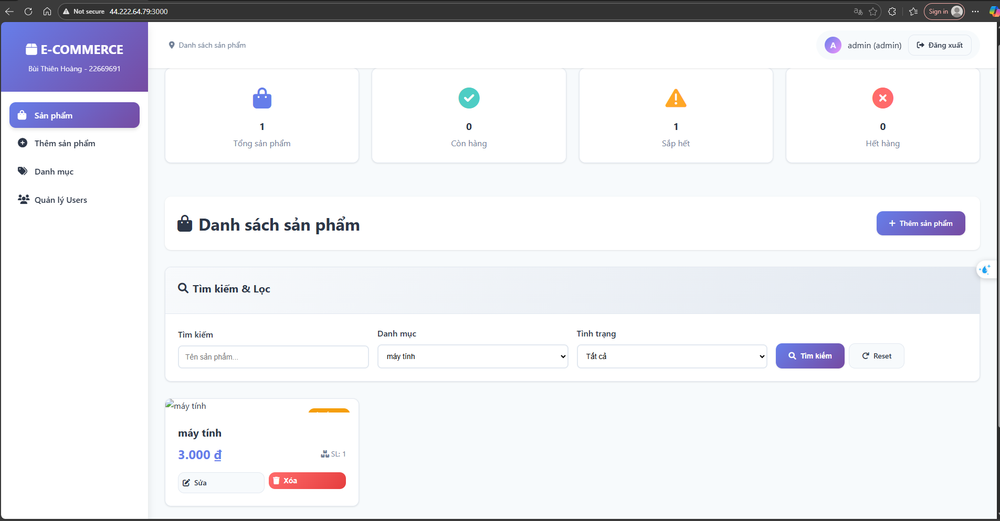 Not secure 44.222.64.79:3000
Sign in
E-COMMERCE
Bùi Thiên Hoàng - 22669691
Danh sách sản phẩm
A admin (admin) Đăng xuất
Sản phẩm
Thêm sản phẩm
Danh mục
Quản lý Users
1
Tổng sản phẩm
0
Còn hàng
1
Sắp hết
0
Hết hàng
Danh sách sản phẩm
Thêm sản phẩm
Tìm kiếm & Lọc
Tìm kiếm
Tên sản phẩm...
Danh mục
máy tính
Tình trạng
Tất cả
Tìm kiếm
Reset
máy tính
máy tính
3.000 ₫
SL: 1
Sửa
Xóa